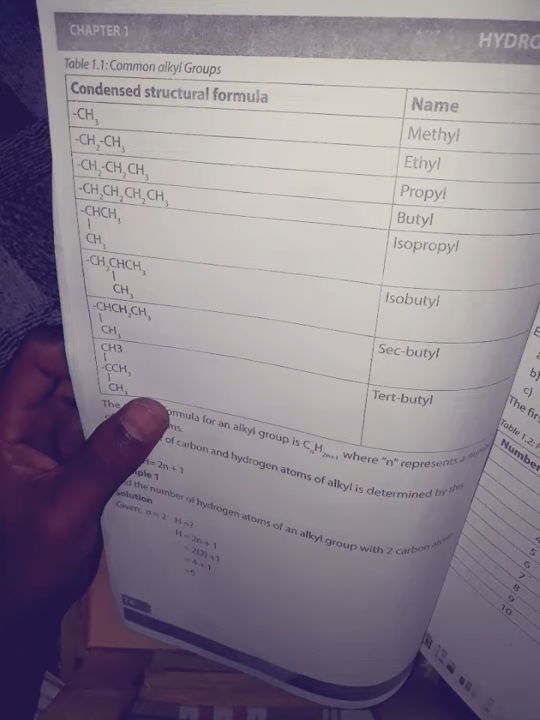 CHAPTER 1
HYDRO
Table 1.1: Common alkyl Groups
Condensed structural formula Name
-CH₃ Methyl
-CH₂-CH₃ Ethyl
-CH₂-CH₂CH₃ Propyl
-CH₂CH₂CH₂CH₃ Butyl
-CHCH₃ Isopropyl
CH₃
-CH₂CHCH₃ Isobutyl
CH₃
-CHCH₂CH₃ Sec-butyl
CH₃
CH3
-CCH₃ Tert-butyl
CH₃
The ormula for an alkyl group is CₙH₂ₙ₊₁ where "n" represents a
ms.
of carbon and hydrogen atoms of alkyl is determined by this
= 2n + 1
mple 1
d the number of hydrogen atoms of an alkyl group with 2 carbon
Solution
Given: n = 2 H =?
H = 2n + 1
= 2(2) +1
= 4 + 1
=5
b)
c)
The fir
Table 1.2:
Number
5
6
7
8
9
10